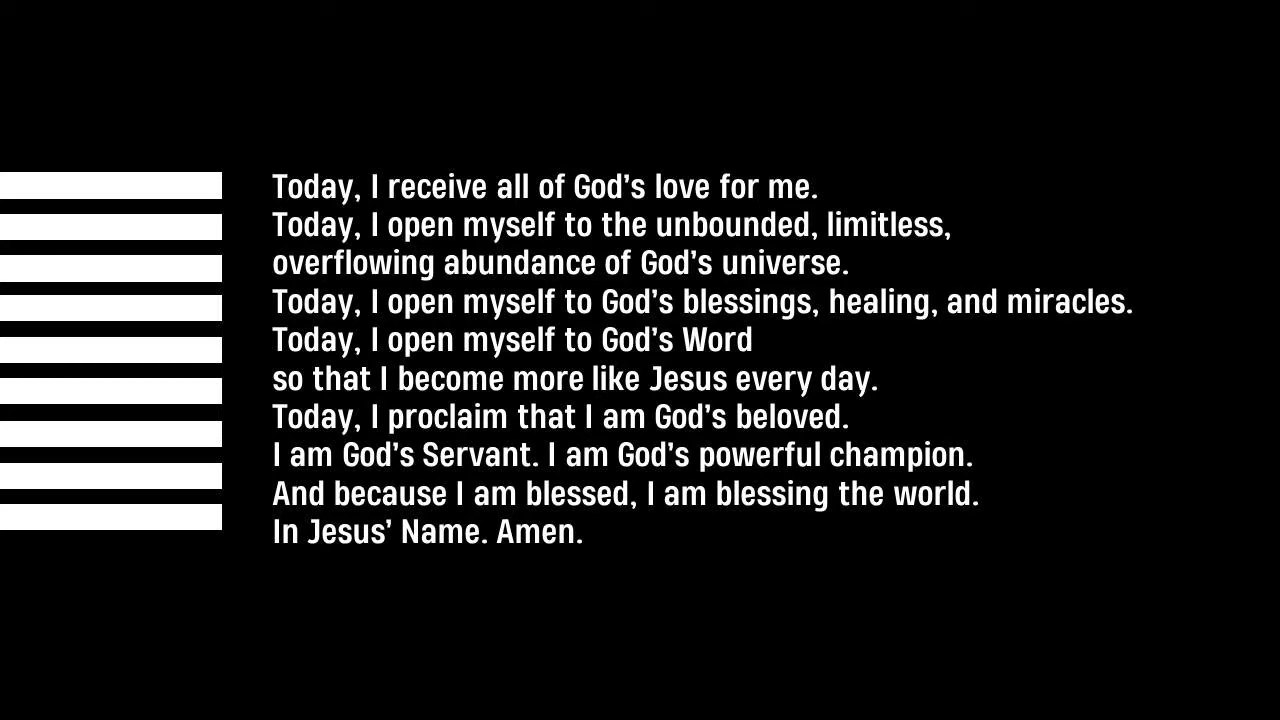 Today, I receive all of God’s love for me.
Today, I open myself to the unbounded, limitless,
overflowing abundance of God’s universe.
Today, I open myself to God’s blessings, healing, and miracles.
Today, I open myself to God’s Word
so that I become more like Jesus every day.
Today, I proclaim that I am God’s beloved.
I am God’s Servant. I am God’s powerful champion.
And because I am blessed, I am blessing the world.
In Jesus’ Name. Amen.